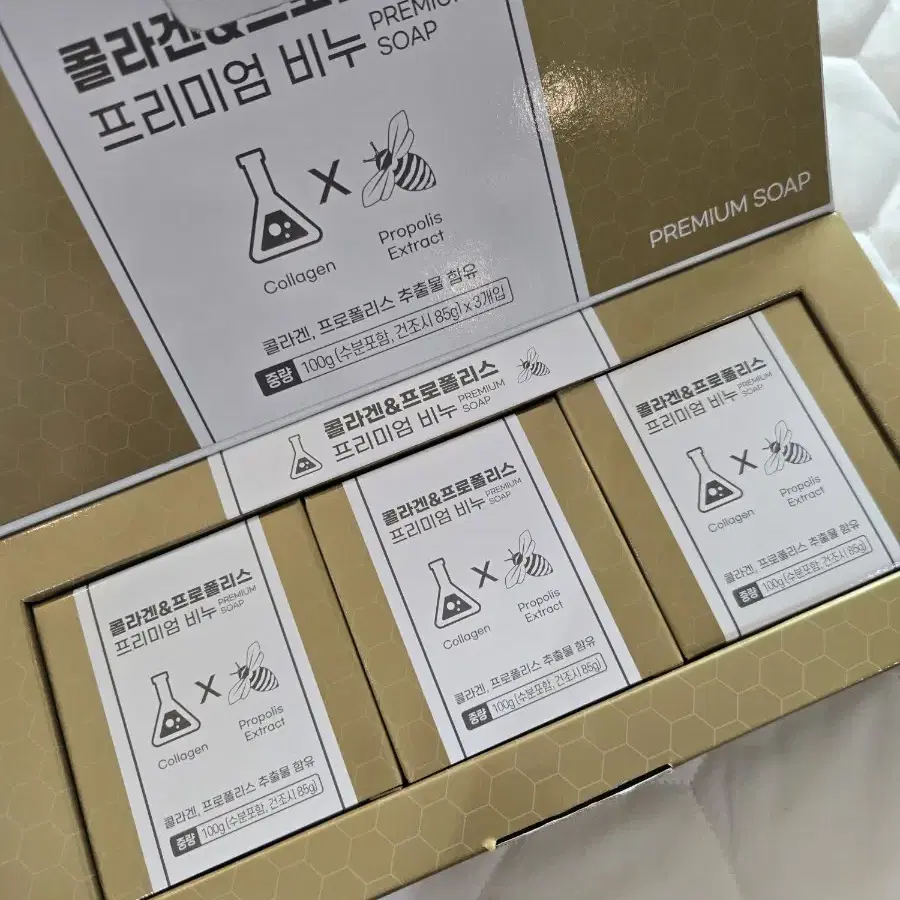 콜라겐&프로폴리스
프리미엄 비누 PREMIUM
SOAP
X
Collagen
Propolis
Extract
콜라겐, 프로폴리스 추출물 함유
중량 100g (수분포함, 건조시 85g) x 3개입
PREMIUM SOAP
콜라겐&프로폴리스
프리미엄 비누 PREMIUM
SOAP
콜라겐&프로폴리스
프리미엄 비누 PREMIUM
SOAP
X
Collagen
Propolis
Extract
콜라겐, 프로폴리스 추출물 함유
중량 100g (수분포함, 건조시 85g)
콜라겐&프로폴리스
프리미엄 비누 PREMIUM
SOAP
X
Collagen
Propolis
Extract
콜라겐, 프로폴리스 추출물 함유
중량 100g (수분포함, 건조시 85g)
콜라겐&프로폴리스
프리미엄 비누 PREMIUM
SOAP
X
Collagen
Propolis
Extract
콜라겐, 프로폴리스 추출물 함유
중량 100g (수분포함, 건조시 85g)